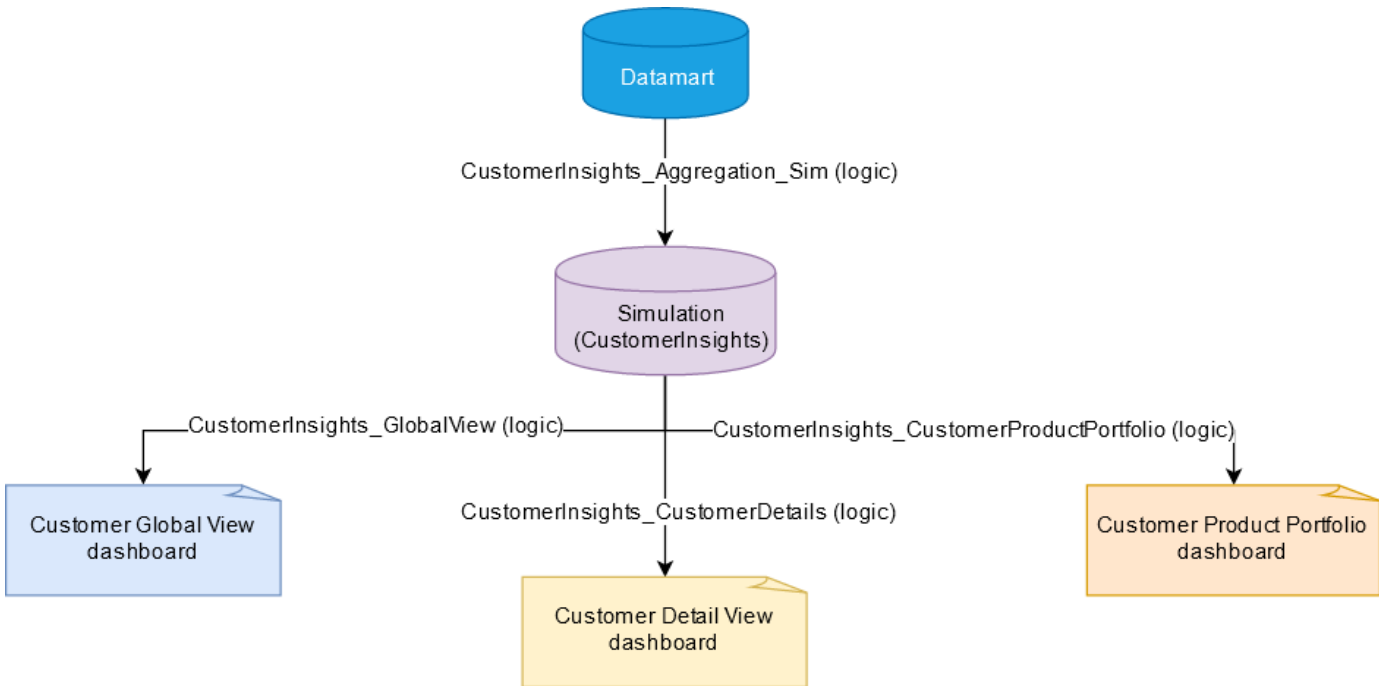 Datamart
CustomerInsights_Aggregation_Sim (logic)
Simulation
(CustomerInsights)
CustomerInsights_GlobalView (logic)
CustomerInsights_CustomerProductPortfolio (logic)
CustomerInsights_CustomerDetails (logic)
Customer Global View
dashboard
Customer Product Portfolio
dashboard
Customer Detail View
dashboard